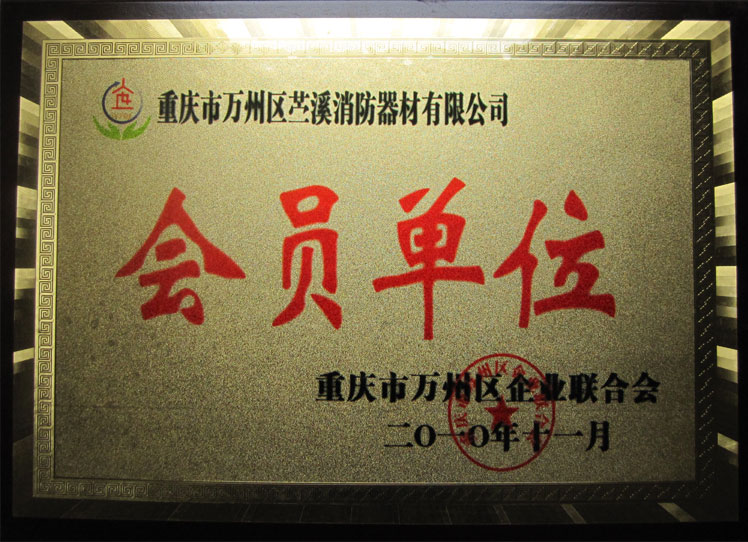 重庆市万州区苎溪消防器材有限公司
会员单位
重庆市万州区企业联合会
二〇一〇年十一月